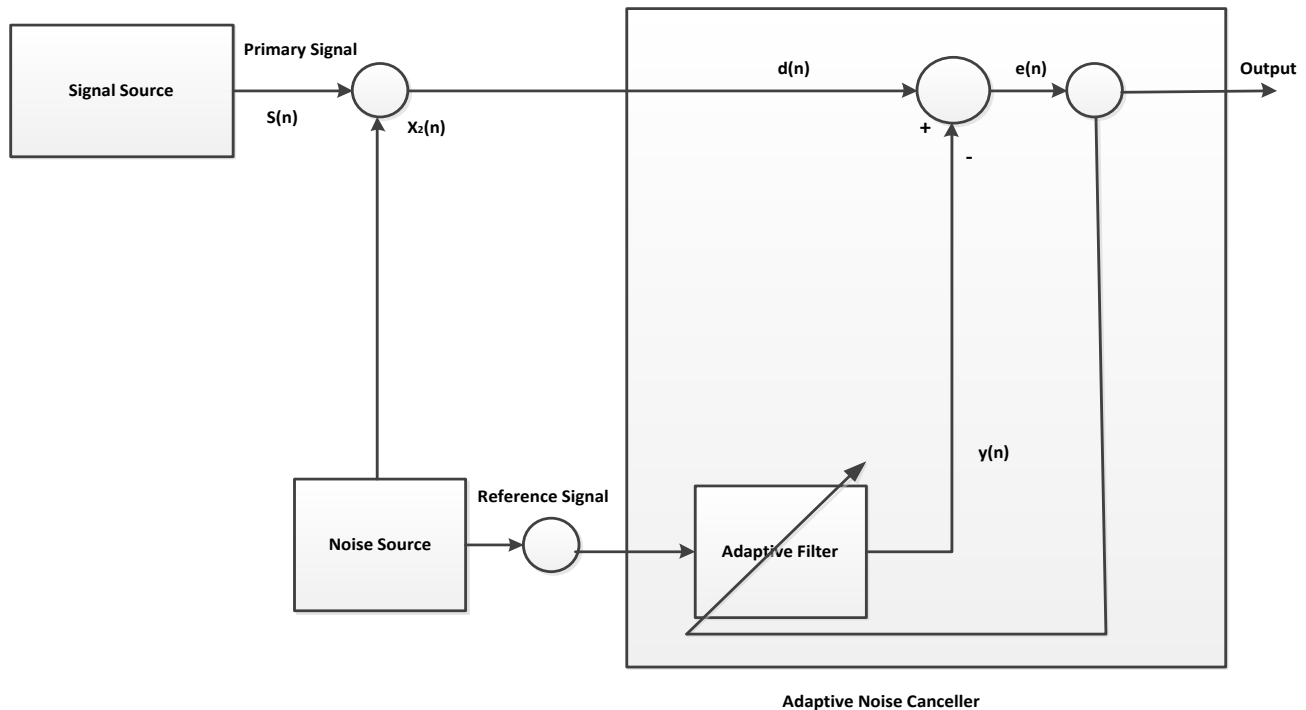 Primary Signal
Signal Source
S(n)
X₂(n)
d(n)
e(n)
Output
+
-
y(n)
Reference Signal
Noise Source
Adaptive Filter
Adaptive Noise Canceller